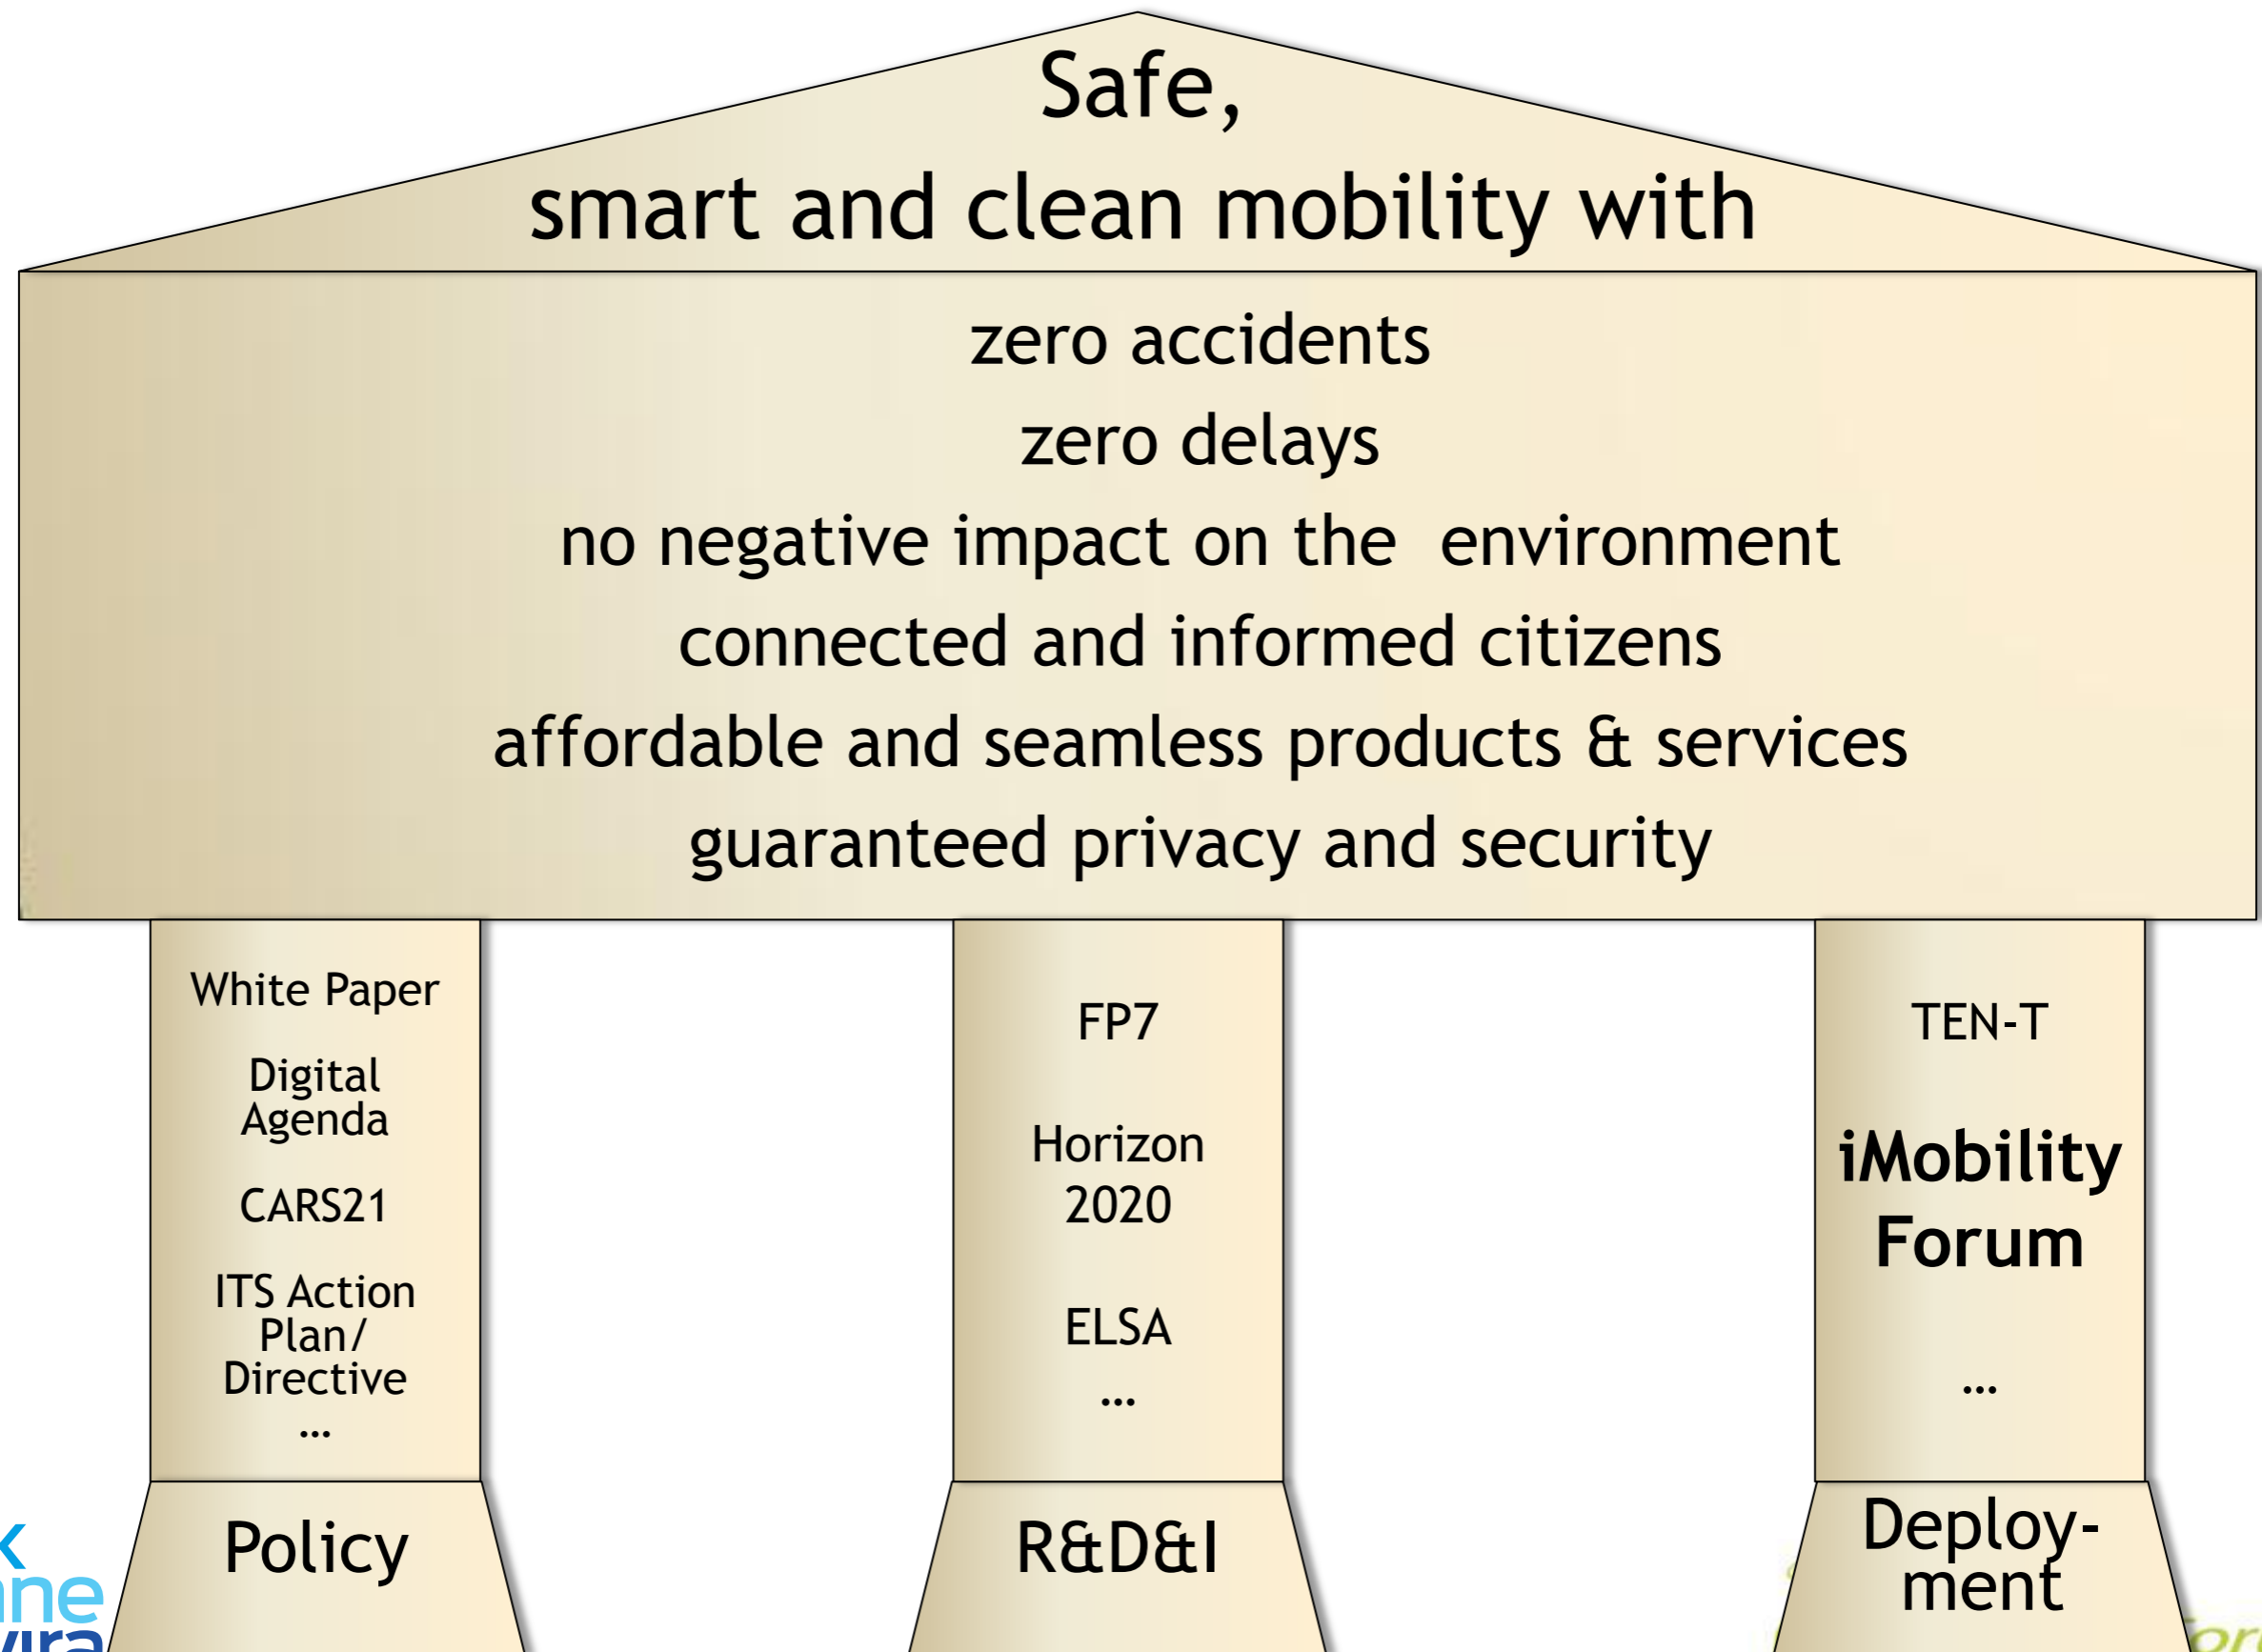 Safe,
smart and clean mobility with
zero accidents
zero delays
no negative impact on the environment
connected and informed citizens
affordable and seamless products & services
guaranteed privacy and security
White Paper
Digital
Agenda
CARS21
ITS Action
Plan/
Directive
…
Policy
FP7
Horizon
2020
ELSA
…
R&D&I
TEN-T
iMobility
Forum
…
Deploy-
ment